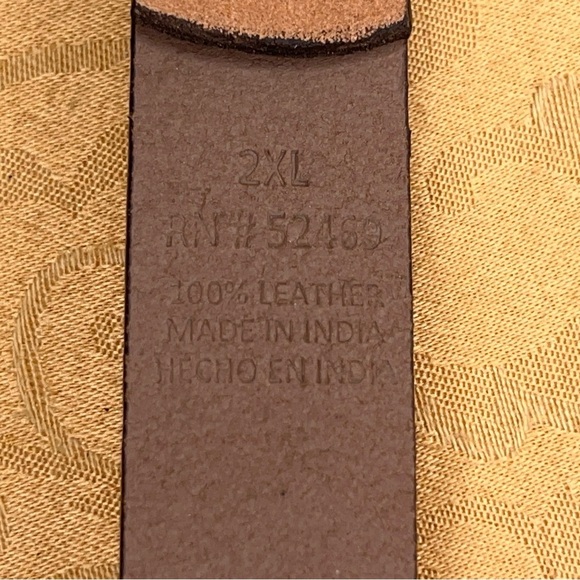 2XL
RN # 52469
100% LEATHER
MADE IN INDIA
HECHO EN INDIA